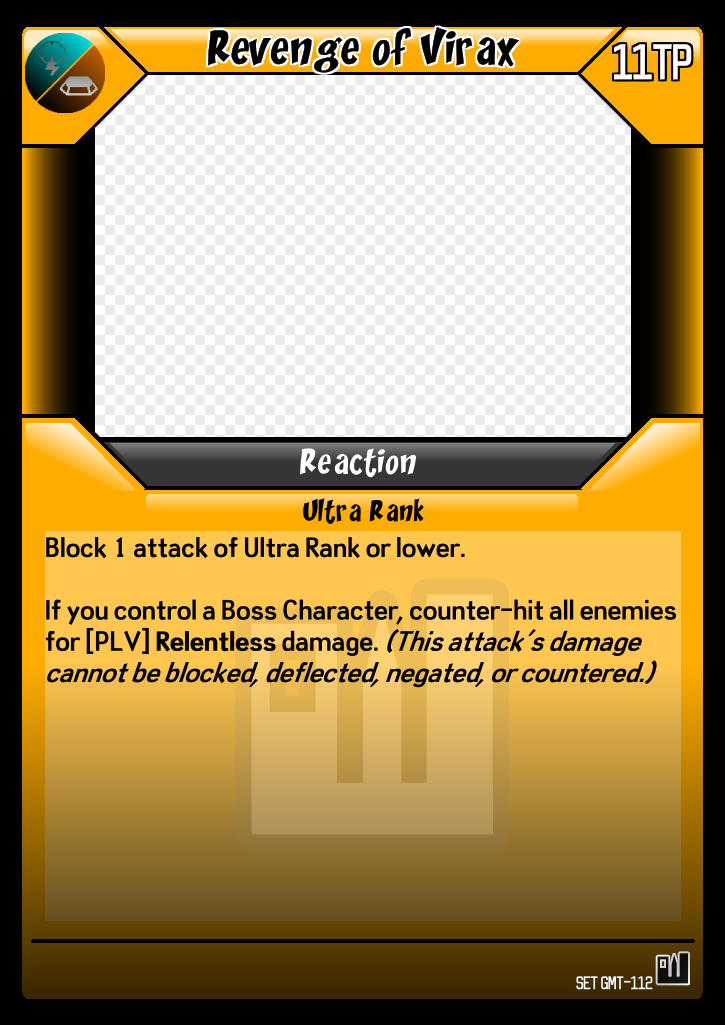 Revenge of Virax
11TP
Reaction
Ultra Rank
Block 1 attack of Ultra Rank or lower.
If you control a Boss Character, counter-hit all enemies
for [PLV] Relentless damage. (This attack's damage
cannot be blocked, deflected, negated, or countered.)
SET GMT-112